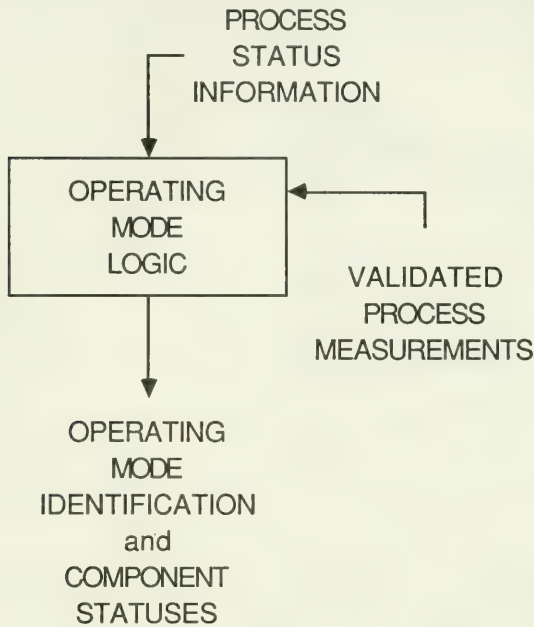 PROCESS
STATUS
INFORMATION
OPERATING
MODE
LOGIC
VALIDATED
PROCESS
MEASUREMENTS
OPERATING
MODE
IDENTIFICATION
and
COMPONENT
STATUSES